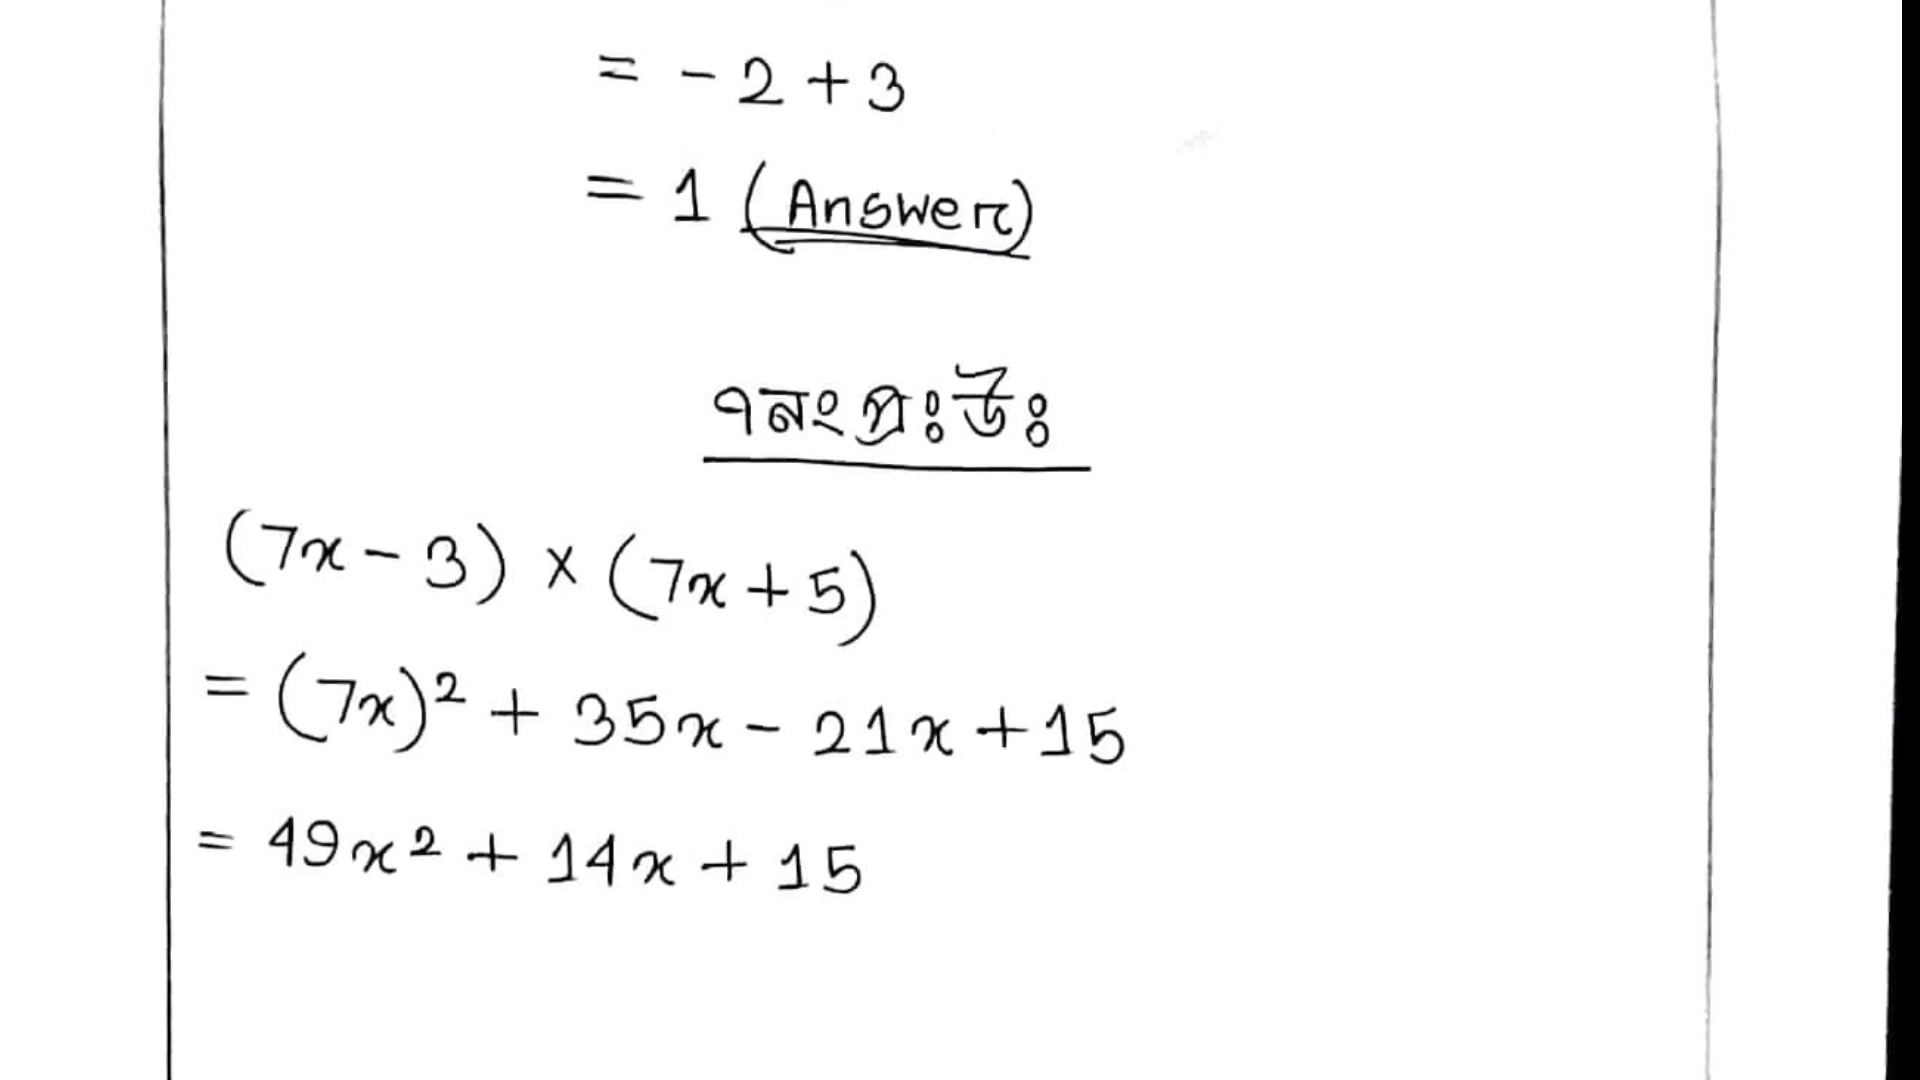 = - 2 + 3
= 1 (Answer)
৭নং প্রঃউঃ
(7x - 3) × (7x + 5)
= (7x)² + 35x - 21x + 15
= 49x² + 14x + 15